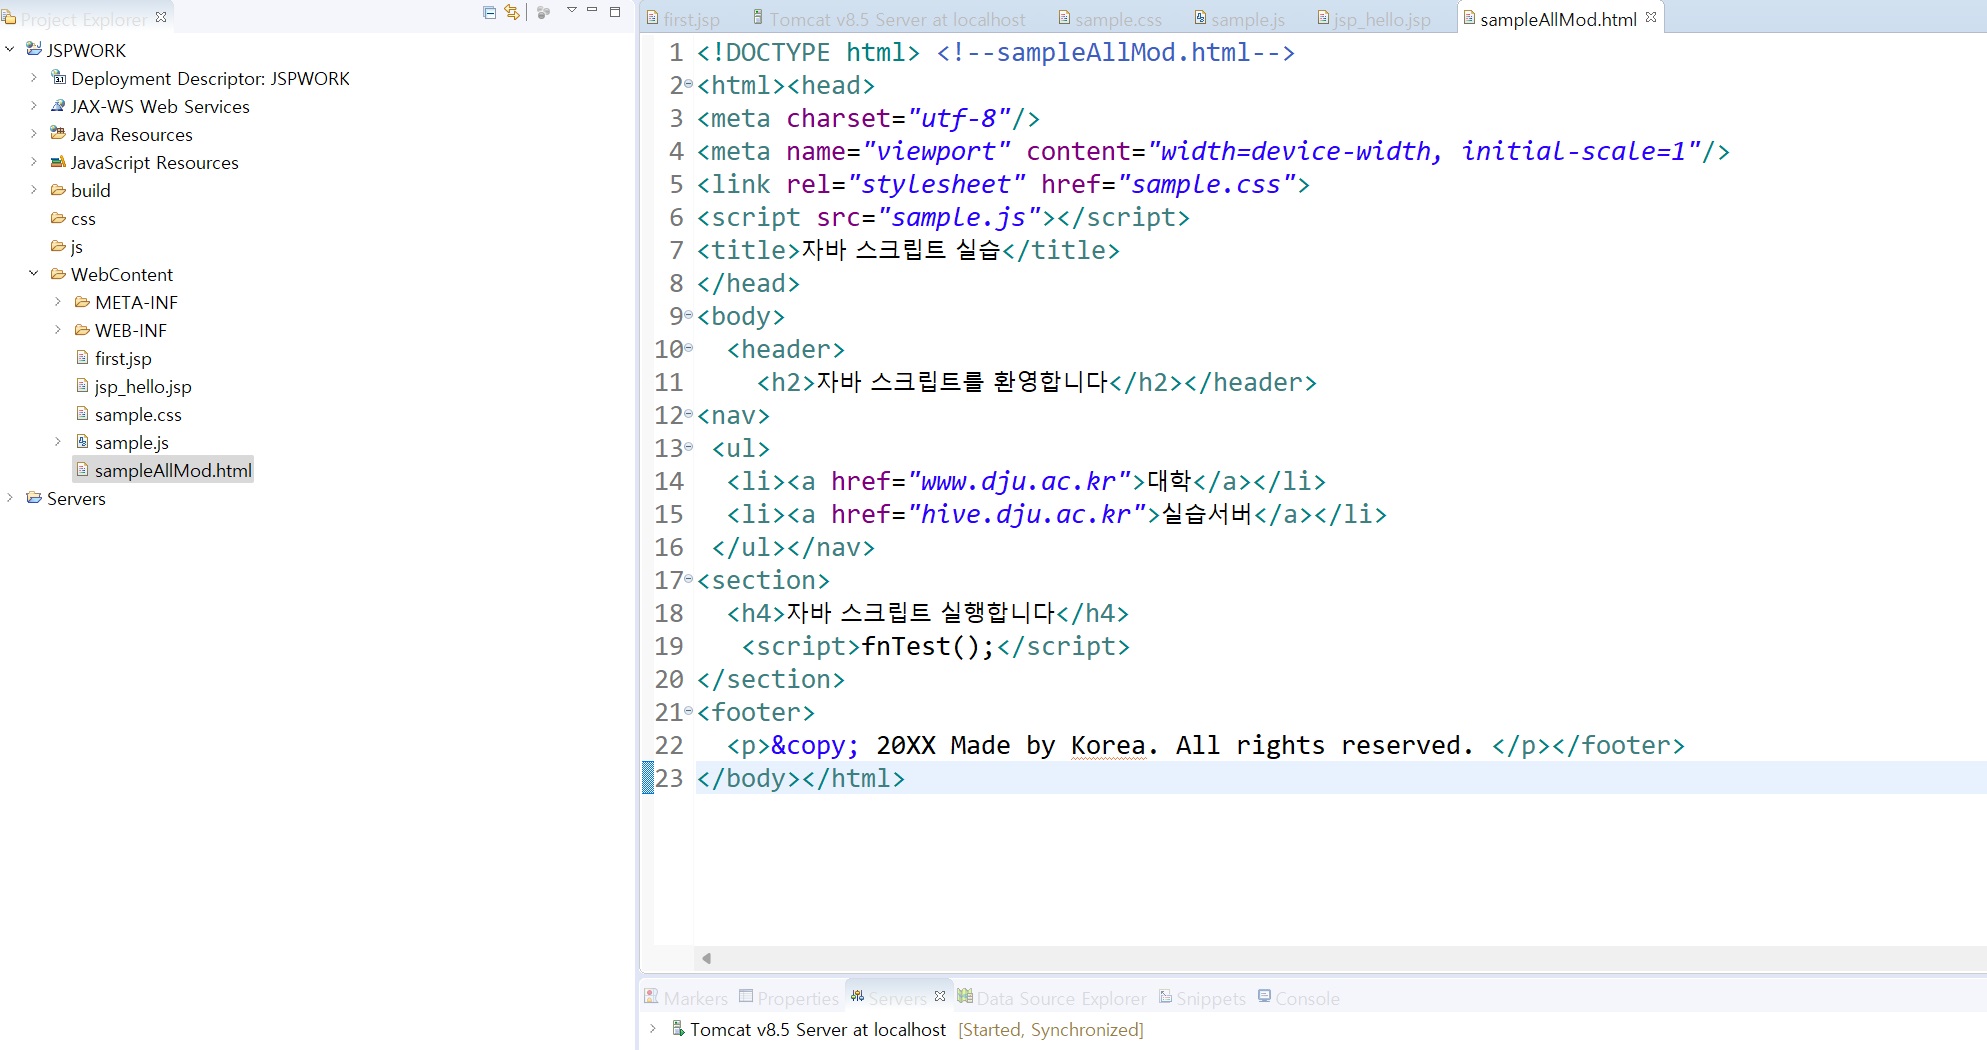 Project Explorer
JSPWORK
Deployment Descriptor: JSPWORK
JAX-WS Web Services
Java Resources
JavaScript Resources
build
css
js
WebContent
META-INF
WEB-INF
first.jsp
jsp_hello.jsp
sample.css
sample.js
sampleAllMod.html
Servers
first.jsp Tomcat v8.5 Server at localhost sample.css sample.js jsp_hello.jsp sampleAllMod.html
1 <!DOCTYPE html> <!--sampleAllMod.html-->
2 <html><head>
3 <meta charset="utf-8"/>
4 <meta name="viewport" content="width=device-width, initial-scale=1"/>
5 <link rel="stylesheet" href="sample.css">
6 <script src="sample.js"></script>
7 <title>자바 스크립트 실습</title>
8 </head>
9 <body>
10 <header>
11 <h2>자바 스크립트를 환영합니다</h2></header>
12 <nav>
13 <ul>
14 <li><a href="www.dju.ac.kr">대학</a></li>
15 <li><a href="hive.dju.ac.kr">실습서버</a></li>
16 </ul></nav>
17 <section>
18 <h4>자바 스크립트 실행합니다</h4>
19 <script>fnTest();</script>
20 </section>
21 <footer>
22 <p>&copy; 20XX Made by Korea. All rights reserved. </p></footer>
23 </body></html>
Markers Properties Servers Data Source Explorer Snippets Console
Tomcat v8.5 Server at localhost [Started, Synchronized]